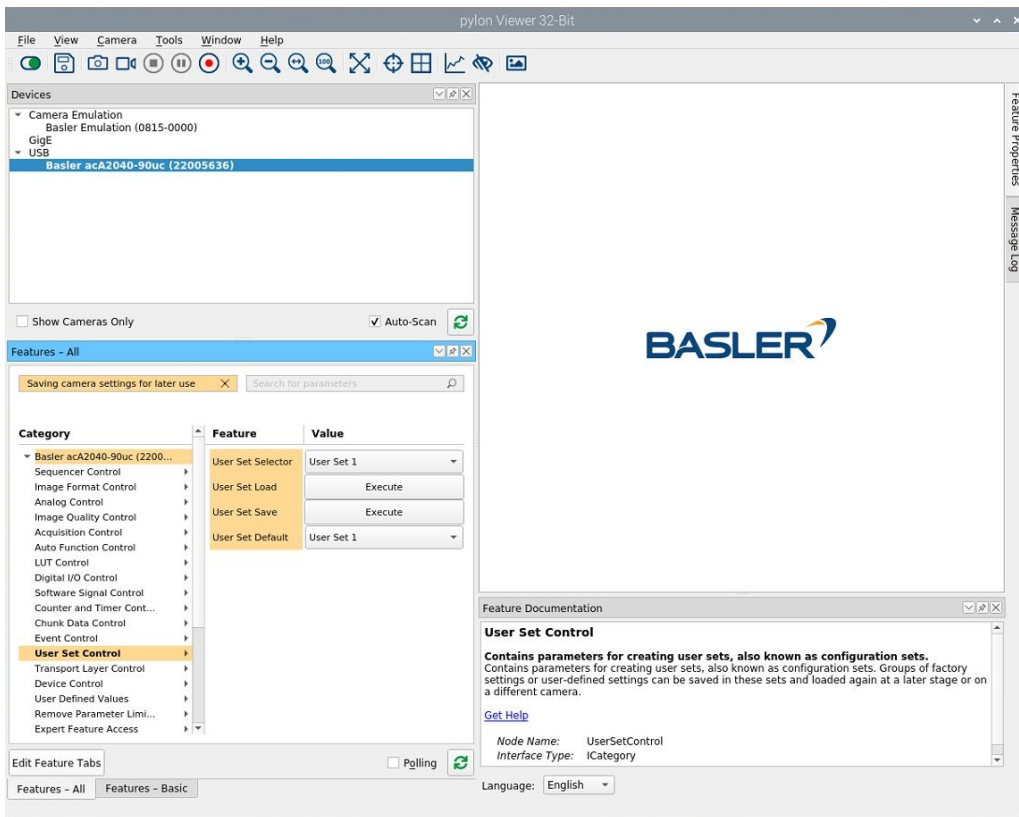 pylon Viewer 32-Bit
File View Camera Tools Window Help
100
Devices
Camera Emulation
Basler Emulation (0815-0000)
GigE
USB
Basler acA2040-90uc (22005636)
Show Cameras Only
Auto-Scan
Features – All
Saving camera settings for later use
Search for parameters
Category
Feature Value
Basler acA2040-90uc (2200...
Sequencer Control
Image Format Control
Analog Control
Image Quality Control
Acquisition Control
Auto Function Control
LUT Control
Digital I/O Control
Software Signal Control
Counter and Timer Cont...
Chunk Data Control
Event Control
User Set Control
Transport Layer Control
Device Control
User Defined Values
Remove Parameter Limi...
Expert Feature Access
User Set Selector User Set 1
User Set Load Execute
User Set Save Execute
User Set Default User Set 1
Edit Feature Tabs
Polling
Features – All Features – Basic
BASLER
Feature Properties
Message Log
Feature Documentation
User Set Control
Contains parameters for creating user sets, also known as configuration sets.
Contains parameters for creating user sets, also known as configuration sets. Groups of factory
settings or user-defined settings can be saved in these sets and loaded again at a later stage or on
a different camera.
Get Help
Node Name: UserSetControl
Interface Type: ICategory
Language: English